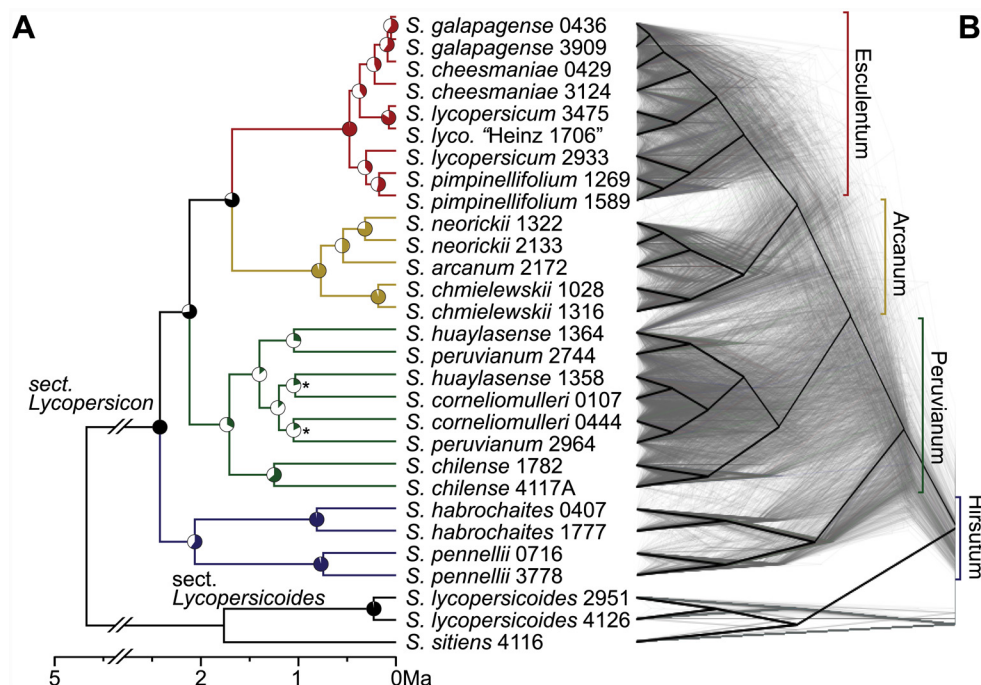 A
B
S. galapagense 0436
S. galapagense 3909
S. cheesmaniae 0429
S. cheesmaniae 3124
S. lycopersicum 3475
S. lyco. “Heinz 1706”
S. lycopersicum 2933
S. pimpinellifolium 1269
S. pimpinellifolium 1589
S. neorickii 1322
S. neorickii 2133
S. arcanum 2172
S. chmielewskii 1028
S. chmielewskii 1316
S. huaylasense 1364
S. peruvianum 2744
S. huaylasense 1358
S. corneliomulleri 0107
S. corneliomulleri 0444
S. peruvianum 2964
S. chilense 1782
S. chilense 4117A
S. habrochaites 0407
S. habrochaites 1777
S. pennellii 0716
S. pennellii 3778
S. lycopersicoides 2951
S. lycopersicoides 4126
S. sitiens 4116
sect.
Lycopersicon
*
*
sect.
Lycopersicoides
5 2 1 0Ma
Esculentum
Arcanum
Peruvianum
Hirsutum